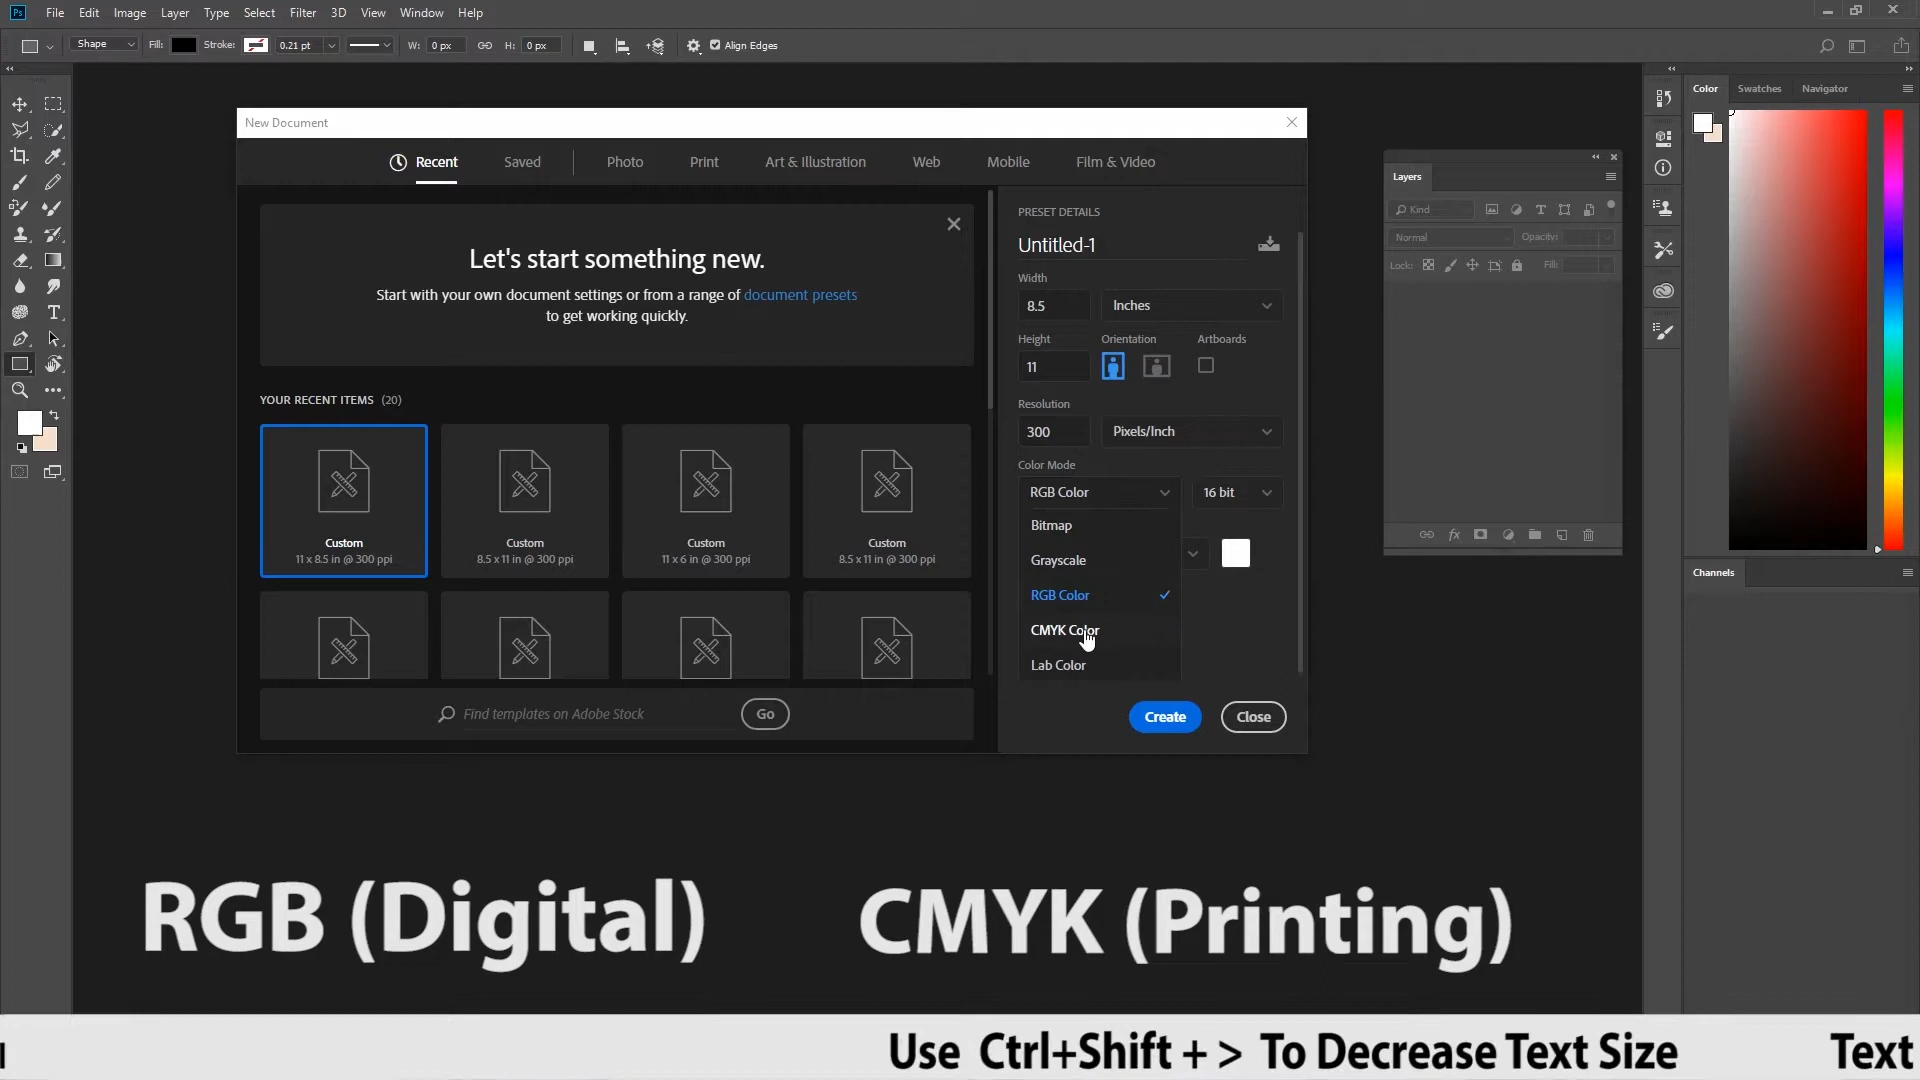 Ps File Edit Image Layer Type Select Filter 3D View Window Help
Shape Fill: Stroke: 0.21 pt W: 0 px H: 0 px Align Edges
New Document
Recent Saved Photo Print Art & Illustration Web Mobile Film & Video
Let's start something new.
Start with your own document settings or from a range of document presets
to get working quickly.
YOUR RECENT ITEMS (20)
Custom
11 x 8.5 in @ 300 ppi
Custom
8.5 x 11 in @ 300 ppi
Custom
11 x 6 in @ 300 ppi
Custom
8.5 x 11 in @ 300 ppi
Find templates on Adobe Stock Go
PRESET DETAILS
Untitled-1
Width
8.5 Inches
Height Orientation Artboards
11
Resolution
300 Pixels/Inch
Color Mode
RGB Color 16 bit
Bitmap
Grayscale
RGB Color
CMYK Color
Lab Color
Create Close
Layers
Kind
Normal Opacity:
Lock: Fill:
Color Swatches Navigator
Channels
RGB (Digital) CMYK (Printing)
Use Ctrl+Shift + > To Decrease Text Size Text